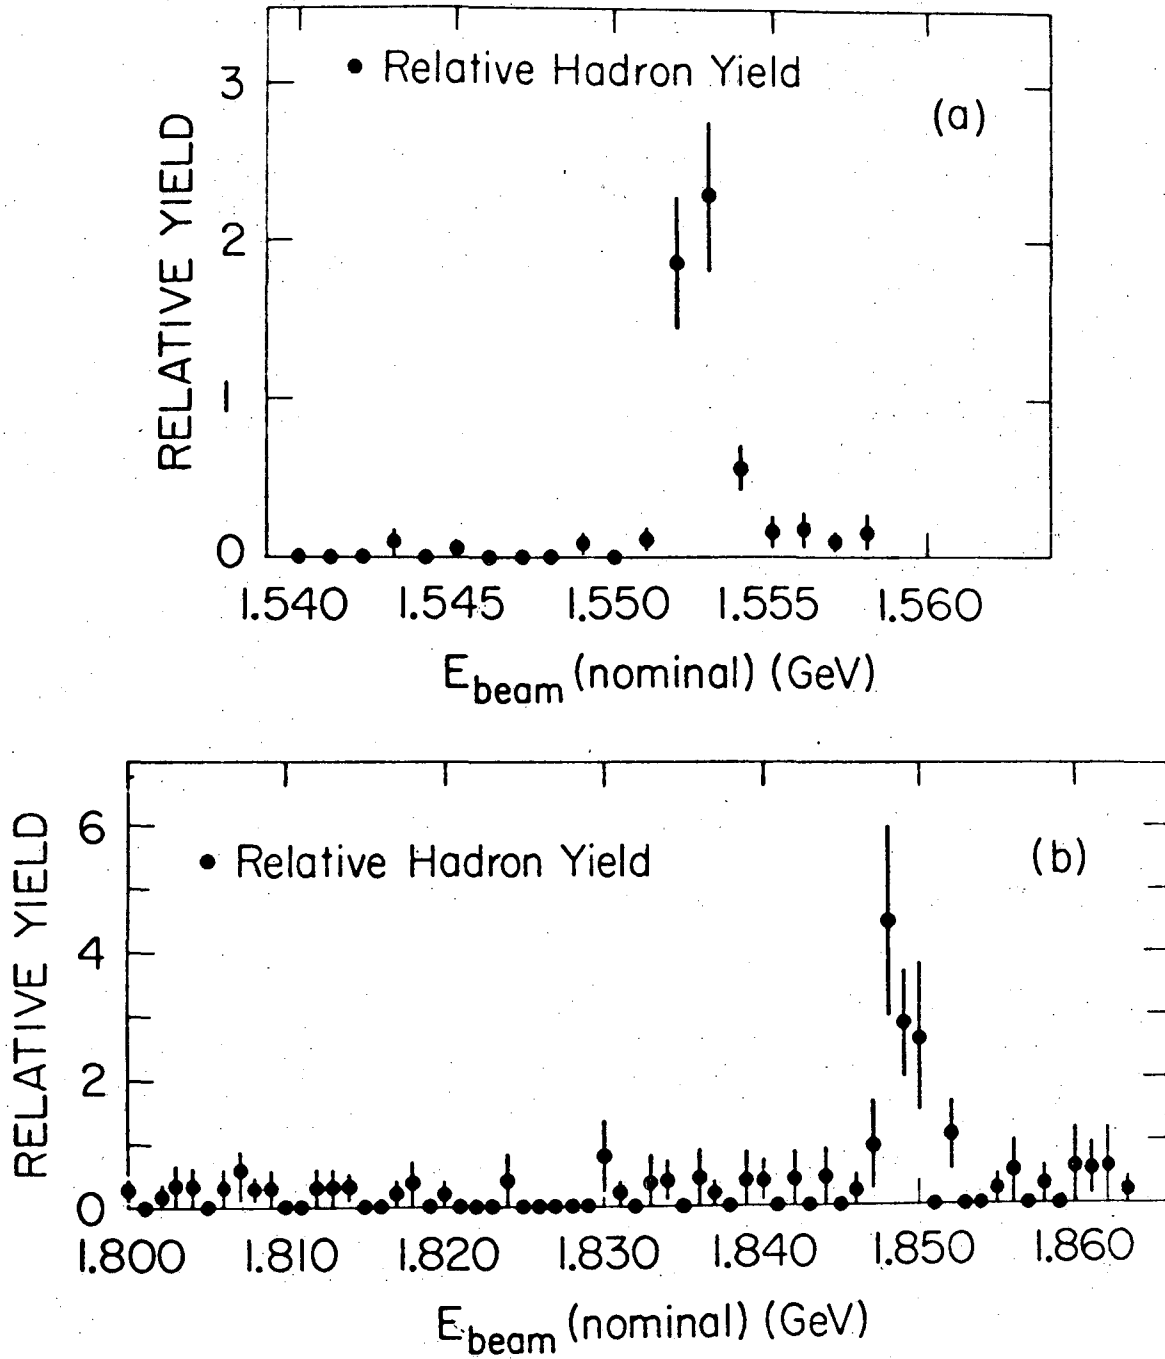 3
● Relative Hadron Yield
(a)
RELATIVE YIELD
2
1
0
1.540 1.545 1.550 1.555 1.560
E_beam (nominal) (GeV)
6
● Relative Hadron Yield
(b)
RELATIVE YIELD
4
2
0
1.800 1.810 1.820 1.830 1.840 1.850 1.860
E_beam (nominal) (GeV)